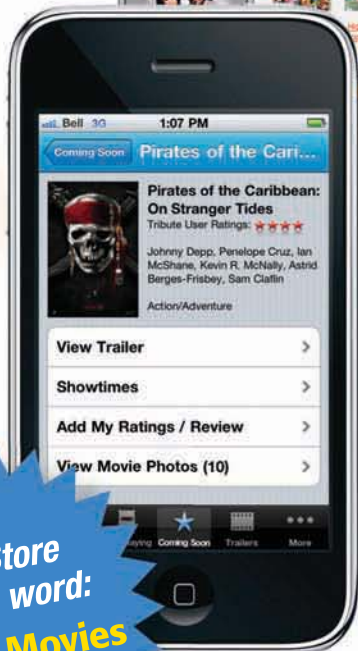 Bell 3G 1:07 PM
Coming Soon Pirates of the Cari...
Pirates of the Caribbean:
On Stranger Tides
Tribute User Ratings:
Johnny Depp, Penelope Cruz, Ian
McShane, Kevin R. McNally, Astrid
Berges-Frisbey, Sam Claflin
Action/Adventure
View Trailer
Showtimes
Add My Ratings / Review
View Movie Photos (10)
Coming Soon Trailers More
word:
Movies